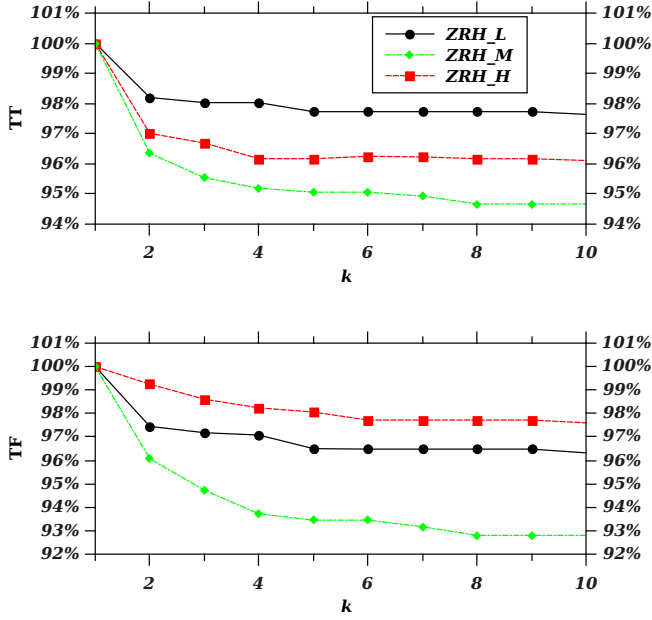 101% 101%
ZRH_L
100% 100%
ZRH_M
99% 99%
ZRH_H
98% 98%
TT
97% 97%
96% 96%
95% 95%
94% 94%
2 4 6 8 10
k
101% 101%
100% 100%
99% 99%
98% 98%
97% 97%
TF
96% 96%
95% 95%
94% 94%
93% 93%
92% 92%
2 4 6 8 10
k